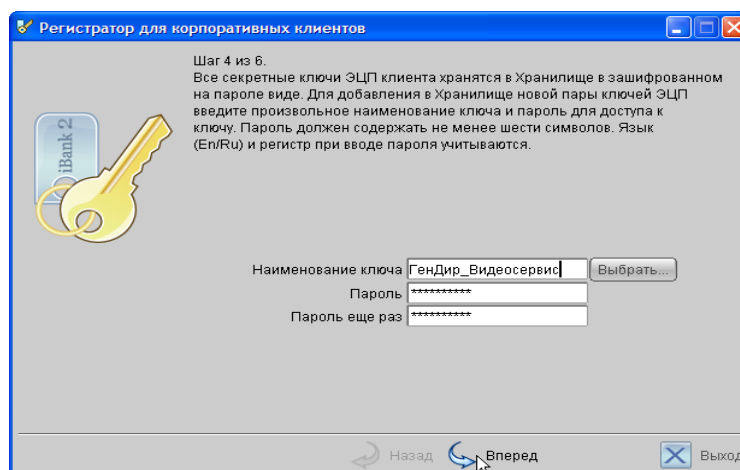 Регистратор для корпоративных клиентов
Шаг 4 из 6.
Все секретные ключи ЭЦП клиента хранятся в Хранилище в зашифрованном
на пароле виде. Для добавления в Хранилище новой пары ключей ЭЦП
введите произвольное наименование ключа и пароль для доступа к
ключу. Пароль должен содержать не менее шести символов. Язык
(En/Ru) и регистр при вводе пароля учитываются.
iBank 2
Наименование ключа ГенДир_Видеосервис Выбрать...
Пароль **********
Пароль еще раз **********
Назад Вперед Выход